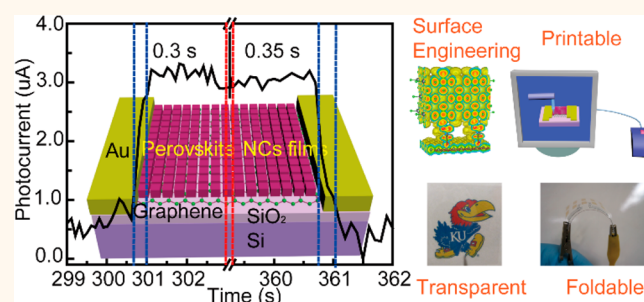 Photocurrent (uA)
4.0
3.0
2.0
1.0
0.0
0.3 s
0.35 s
Au
Perovskits NCs films
Graphene
SiO₂
Si
299 300 301 302 360 361 362
Time (s)
Surface
Engineering
Printable
KU
Transparent
Foldable